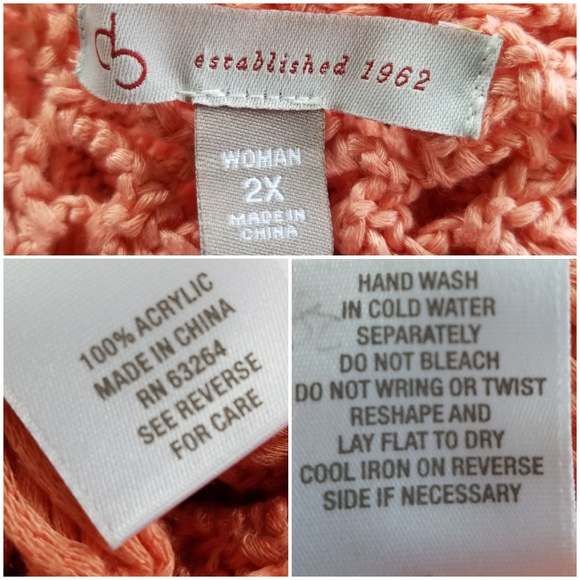 db
established 1962
WOMAN
2X
MADE IN
CHINA
100% ACRYLIC
MADE IN CHINA
RN 63264
SEE REVERSE
FOR CARE
HAND WASH
IN COLD WATER
SEPARATELY
DO NOT BLEACH
DO NOT WRING OR TWIST
RESHAPE AND
LAY FLAT TO DRY
COOL IRON ON REVERSE
SIDE IF NECESSARY